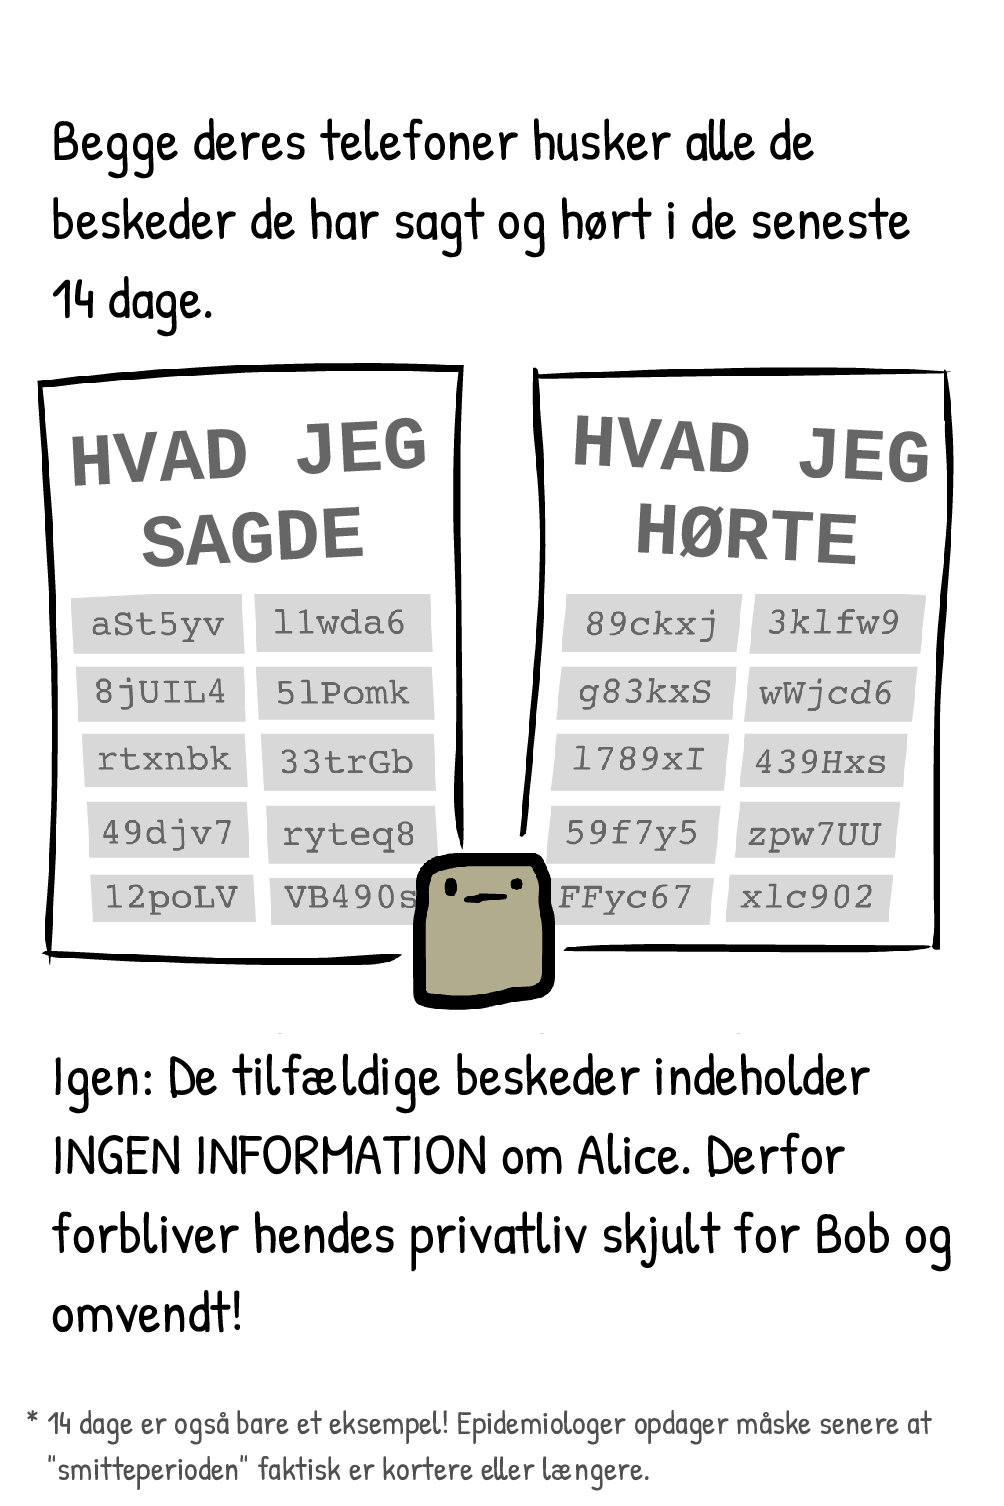 Begge deres telefoner husker alle de
beskeder de har sagt og hørt i de seneste
14 dage.
HVAD JEG
SAGDE
aSt5yv l1wda6
8jUIL4 5lPomk
rtxnbk 33trGb
49djv7 ryteq8
12poLV VB490s
HVAD JEG
HØRTE
89ckxj 3klfw9
g83kxS wWjcd6
l789xI 439Hxs
59f7y5 zpw7UU
FFyc67 xlc902
Igen: De tilfældige beskeder indeholder
INGEN INFORMATION om Alice. Derfor
forbliver hendes privatliv skjult for Bob og
omvendt!
* 14 dage er også bare et eksempel! Epidemiologer opdager måske senere at
"smitteperioden" faktisk er kortere eller længere.